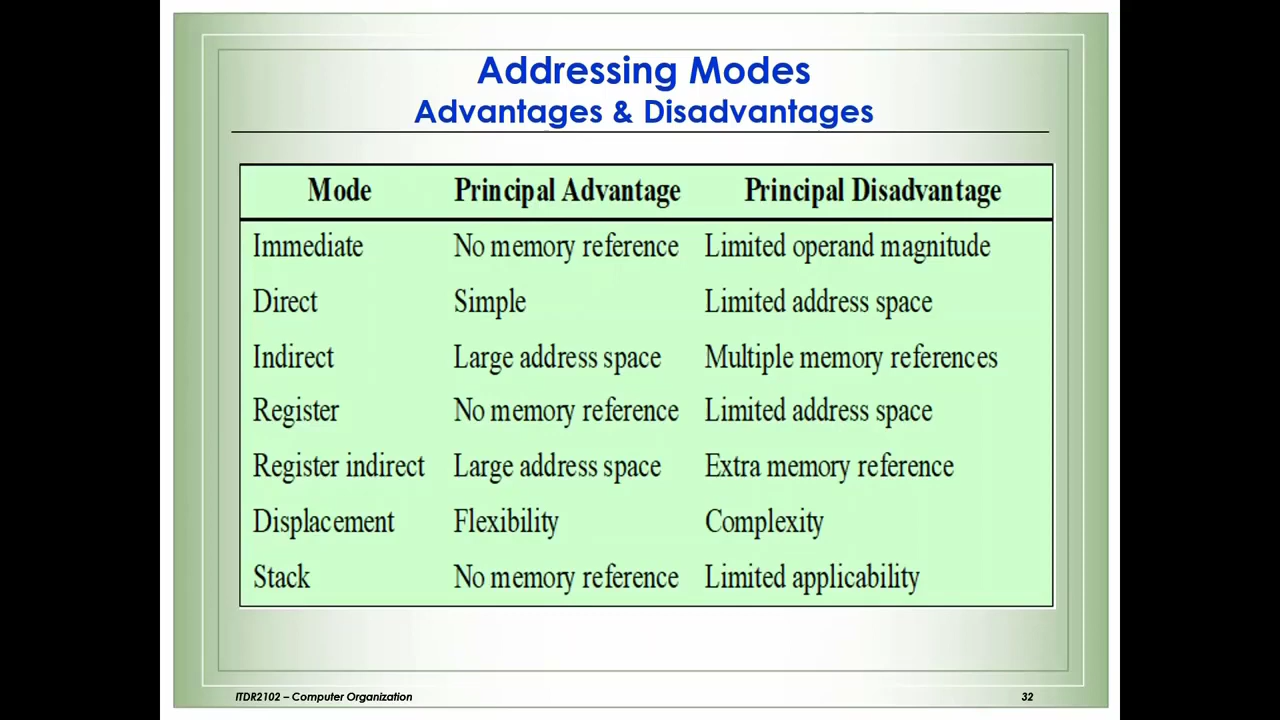 Addressing Modes
Advantages & Disadvantages
Mode Principal Advantage Principal Disadvantage
Immediate No memory reference Limited operand magnitude
Direct Simple Limited address space
Indirect Large address space Multiple memory references
Register No memory reference Limited address space
Register indirect Large address space Extra memory reference
Displacement Flexibility Complexity
Stack No memory reference Limited applicability
ITDR2102 – Computer Organization 32